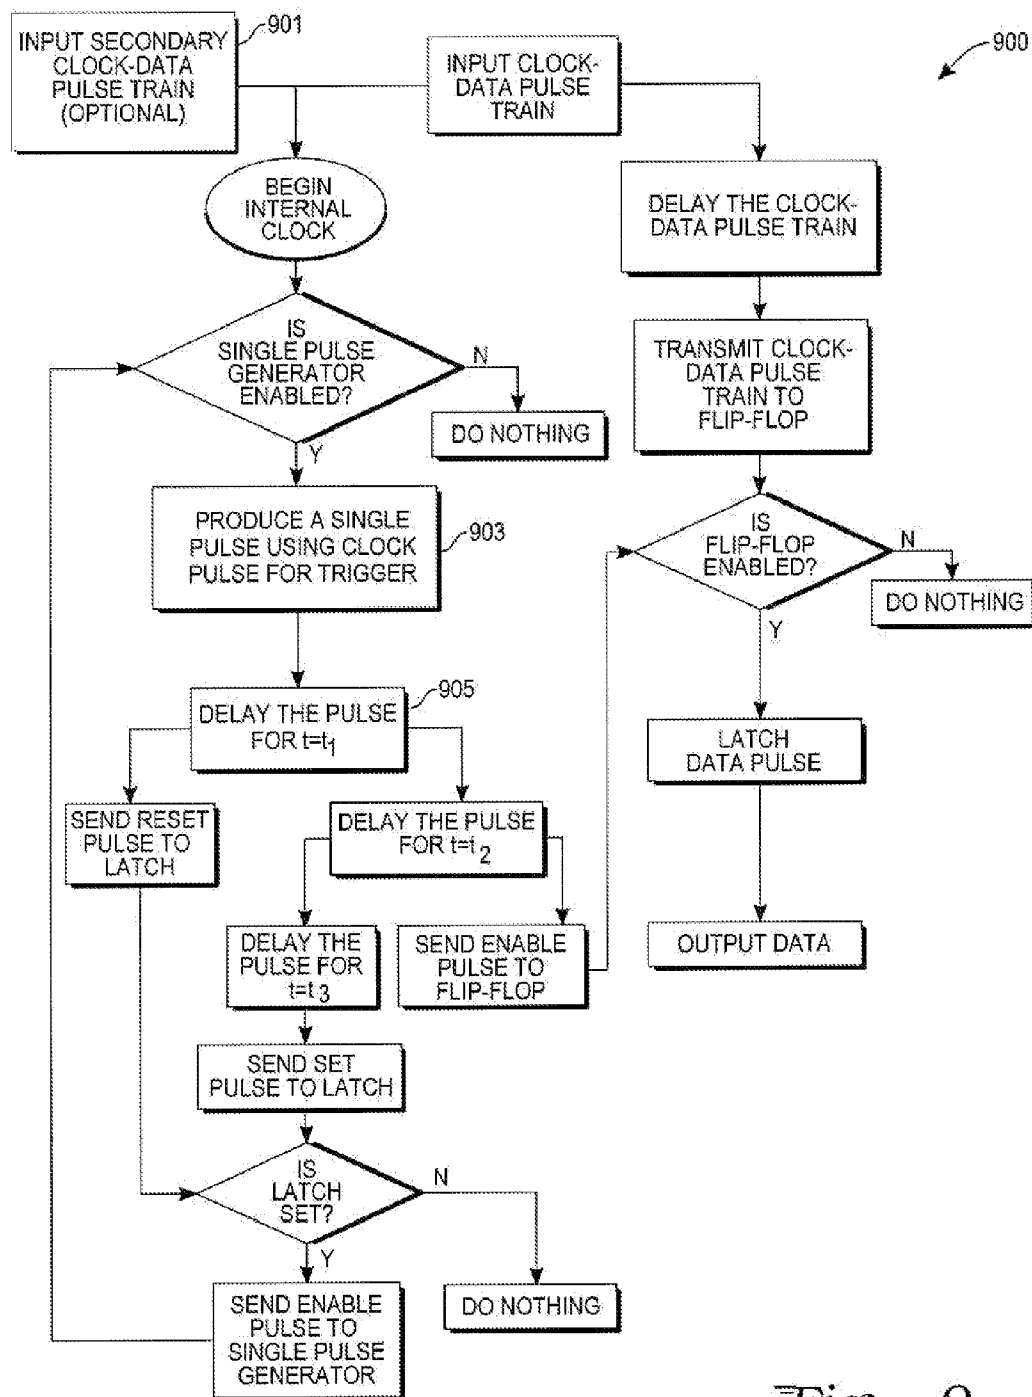 INPUT SECONDARY
CLOCK-DATA
PULSE TRAIN
(OPTIONAL)
901
INPUT CLOCK-
DATA PULSE
TRAIN
900
BEGIN
INTERNAL
CLOCK
DELAY THE CLOCK-
DATA PULSE TRAIN
IS
SINGLE PULSE
GENERATOR
ENABLED?
N
DO NOTHING
Y
TRANSMIT CLOCK-
DATA PULSE
TRAIN TO
FLIP-FLOP
PRODUCE A SINGLE
PULSE USING CLOCK
PULSE FOR TRIGGER
903
IS
FLIP-FLOP
ENABLED?
N
DO NOTHING
Y
DELAY THE PULSE
FOR t=t1
905
LATCH
DATA PULSE
SEND RESET
PULSE TO
LATCH
DELAY THE PULSE
FOR t=t2
DELAY THE
PULSE FOR
t=t3
SEND ENABLE
PULSE TO
FLIP-FLOP
OUTPUT DATA
SEND SET
PULSE TO LATCH
IS
LATCH
SET?
N
Y
SEND ENABLE
PULSE TO
SINGLE PULSE
GENERATOR
DO NOTHING
Fig. 9